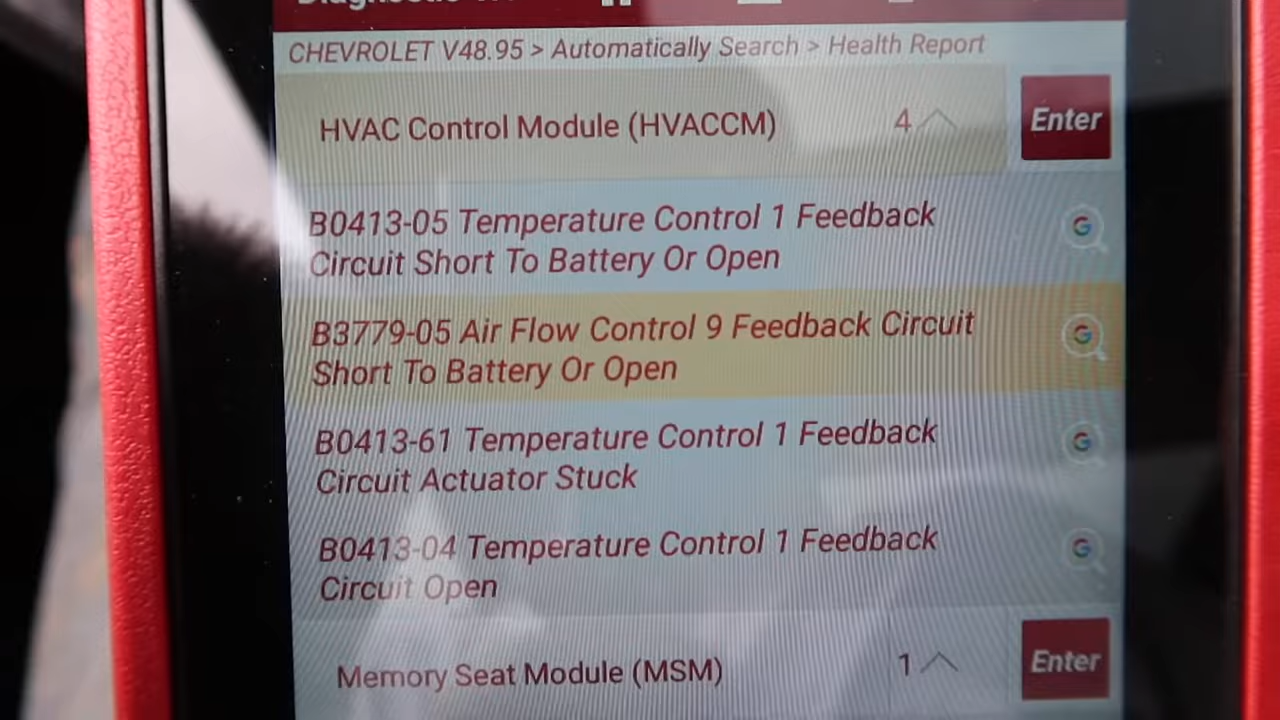 CHEVROLET V48.95 > Automatically Search > Health Report
HVAC Control Module (HVACCM) 4 Enter
B0413-05 Temperature Control 1 Feedback
Circuit Short To Battery Or Open
B3779-05 Air Flow Control 9 Feedback Circuit
Short To Battery Or Open
B0413-61 Temperature Control 1 Feedback
Circuit Actuator Stuck
B0413-04 Temperature Control 1 Feedback
Circuit Open
Memory Seat Module (MSM) 1 Enter